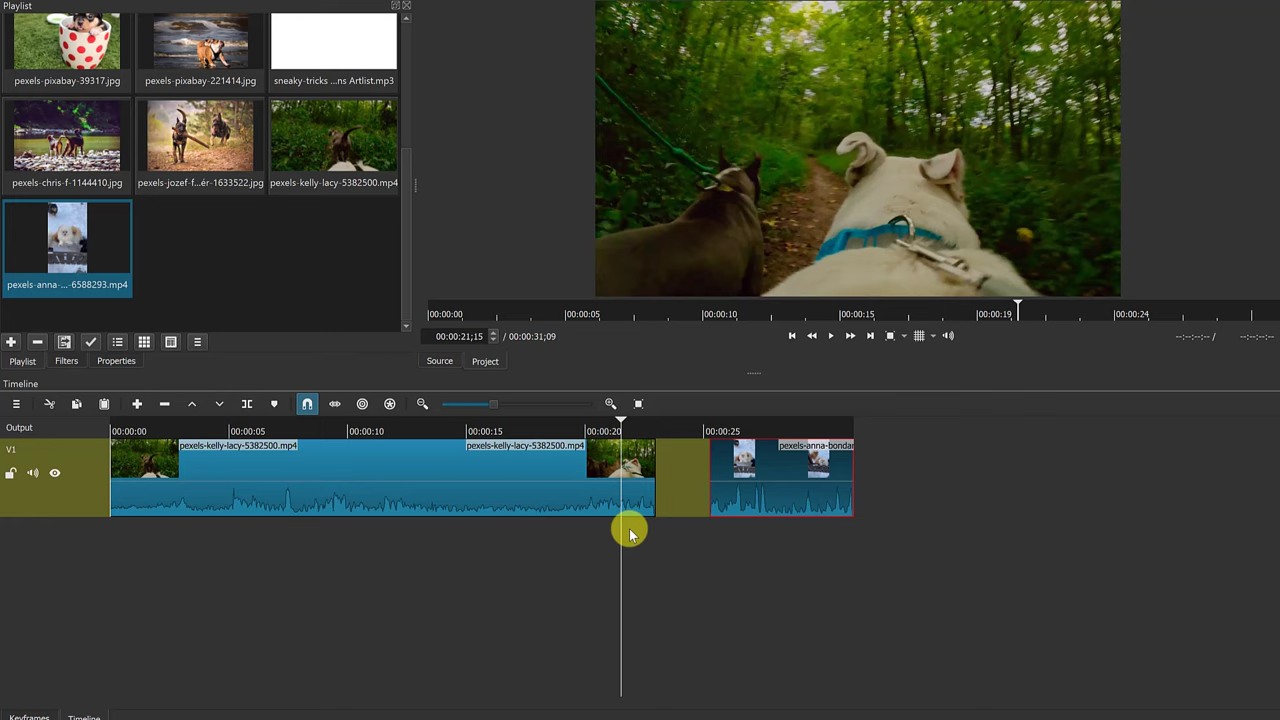 Playlist
pexels-pixabay-39317.jpg
pexels-pixabay-221414.jpg
sneaky-tricks ...ns Artlist.mp3
pexels-chris-f-1144410.jpg
pexels-jozef-f...ér-1633522.jpg
pexels-kelly-lacy-5382500.mp4
pexels-anna-...-6588293.mp4
|00:00:00
|00:00:05
|00:00:10
|00:00:15
|00:00:19
|00:00:24
00:00:21;15
/ 00:00:31;09
--:--:--:-- /
--:--:--:--
Playlist
Filters
Properties
Source
Project
Timeline
Output
00:00:00
00:00:05
00:00:10
00:00:15
00:00:20
00:00:25
V1
pexels-kelly-lacy-5382500.mp4
pexels-kelly-lacy-5382500.mp4
pexels-anna-bondar
Keyframes
Timeline